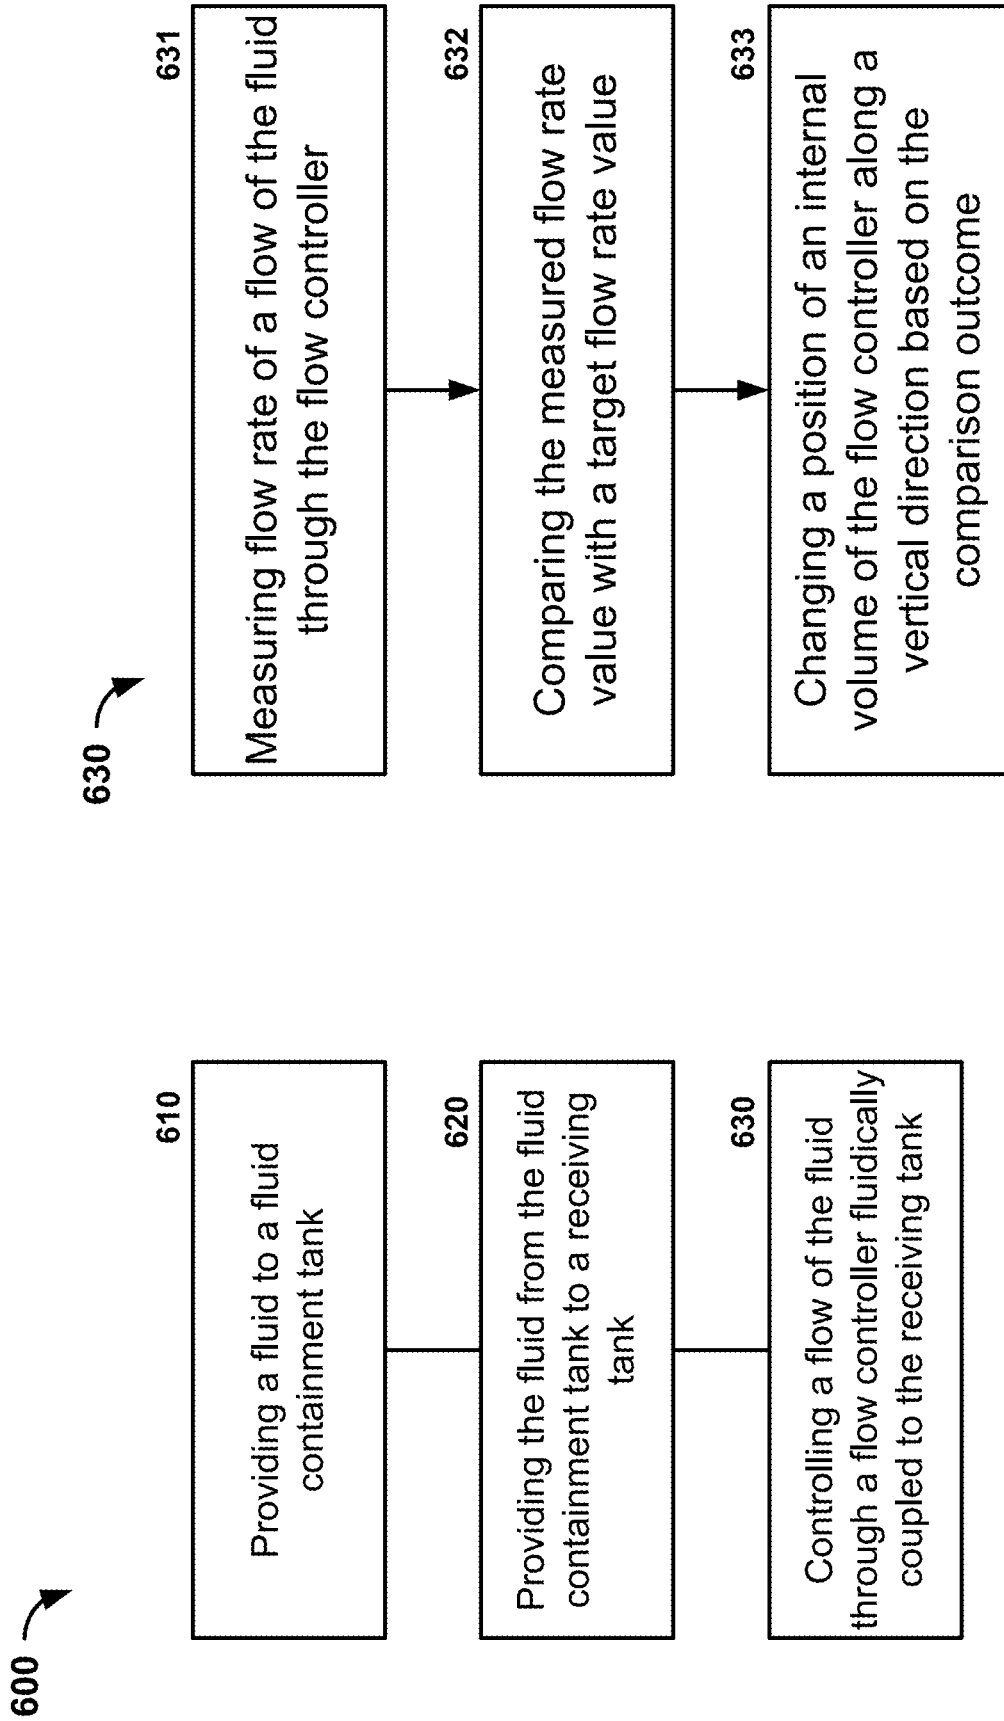 600
610
Providing a fluid to a fluid
containment tank
620
Providing the fluid from the fluid
containment tank to a receiving
tank
630
Controlling a flow of the fluid
through a flow controller fluidically
coupled to the receiving tank
630
631
Measuring flow rate of a flow of the fluid
through the flow controller
632
Comparing the measured flow rate
value with a target flow rate value
633
Changing a position of an internal
volume of the flow controller along a
vertical direction based on the
comparison outcome